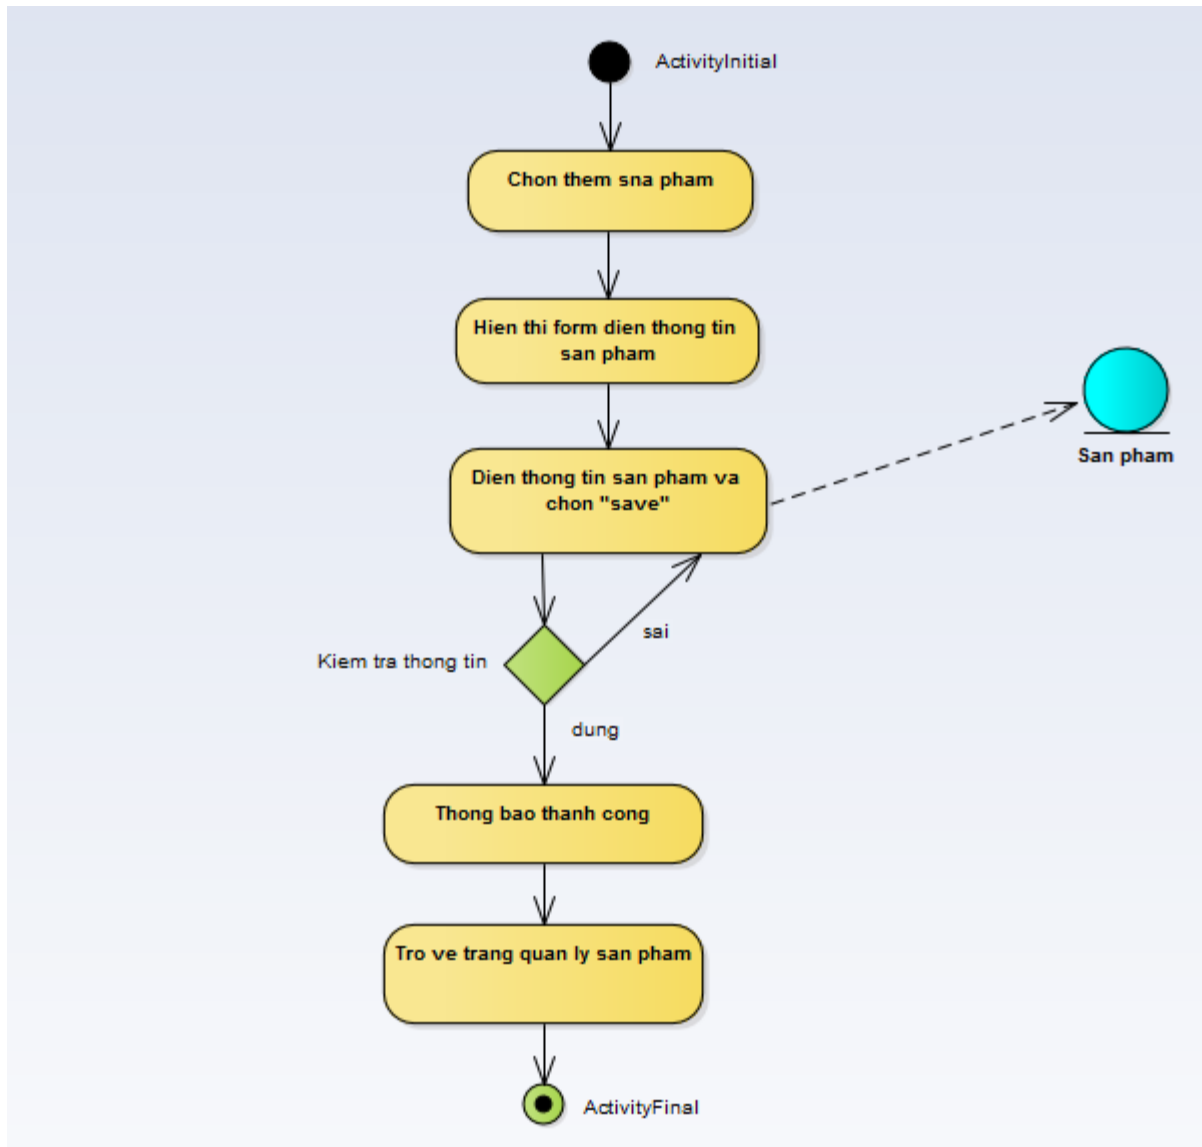 ActivityInitial
Chon them sna pham
Hien thi form dien thong tin
san pham
Dien thong tin san pham va
chon "save"
San pham
sai
Kiem tra thong tin
dung
Thong bao thanh cong
Tro ve trang quan ly san pham
ActivityFinal